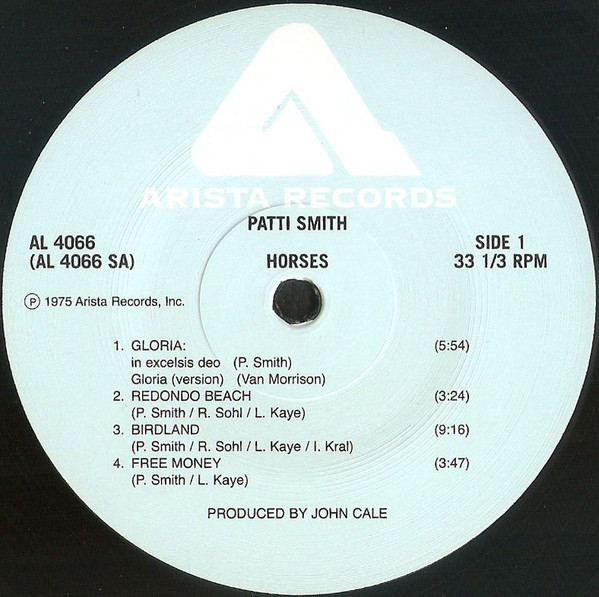 ARISTA RECORDS
PATTI SMITH
AL 4066
(AL 4066 SA)
HORSES
SIDE 1
33 1/3 RPM
Ⓟ 1975 Arista Records, Inc.
1. GLORIA: (5:54)
in excelsis deo (P. Smith)
Gloria (version) (Van Morrison)
2. REDONDO BEACH (3:24)
(P. Smith / R. Sohl / L. Kaye)
3. BIRDLAND (9:16)
(P. Smith / R. Sohl / L. Kaye / I. Kral)
4. FREE MONEY (3:47)
(P. Smith / L. Kaye)
PRODUCED BY JOHN CALE